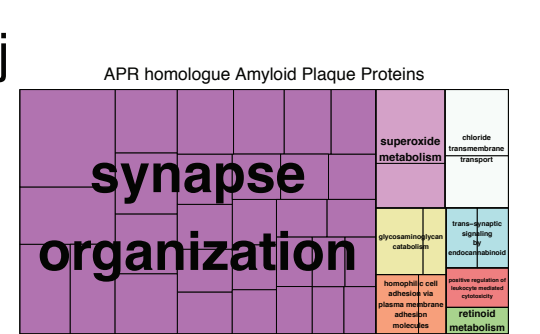 j
APR homologue Amyloid Plaque Proteins
synapse
organization
superoxide
metabolism
chloride
transmembrane
transport
glycosaminoglycan
catabolism
trans−synaptic
signaling
by
endocannabinoid
homophilic cell
adhesion via
plasma membrane
adhesion
molecules
positive regulation of
leukocyte mediated
cytotoxicity
retinoid
metabolism